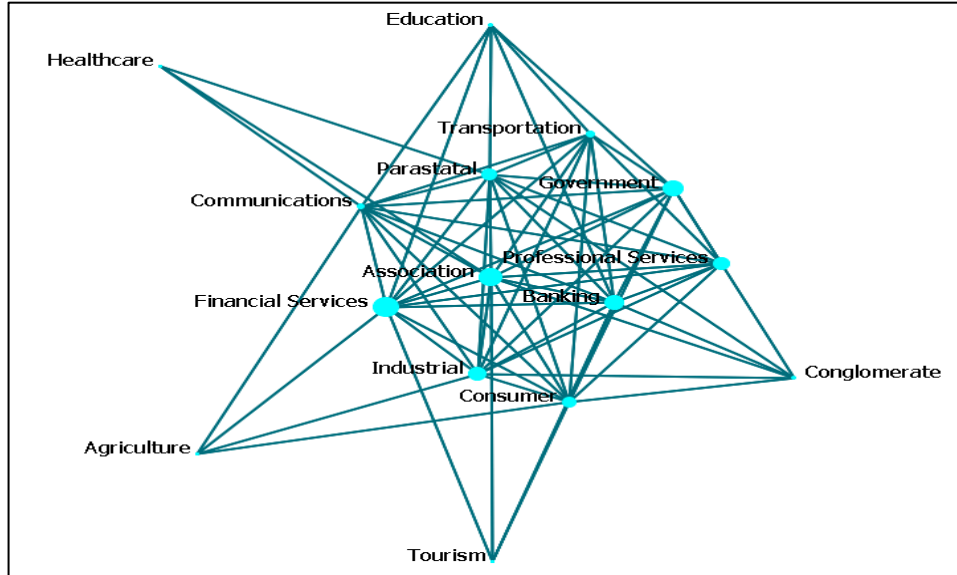 Education
Healthcare
Transportation
Parastatal
Government
Communications
Professional Services
Association
Financial Services
Banking
Industrial
Conglomerate
Consumer
Agriculture
Tourism